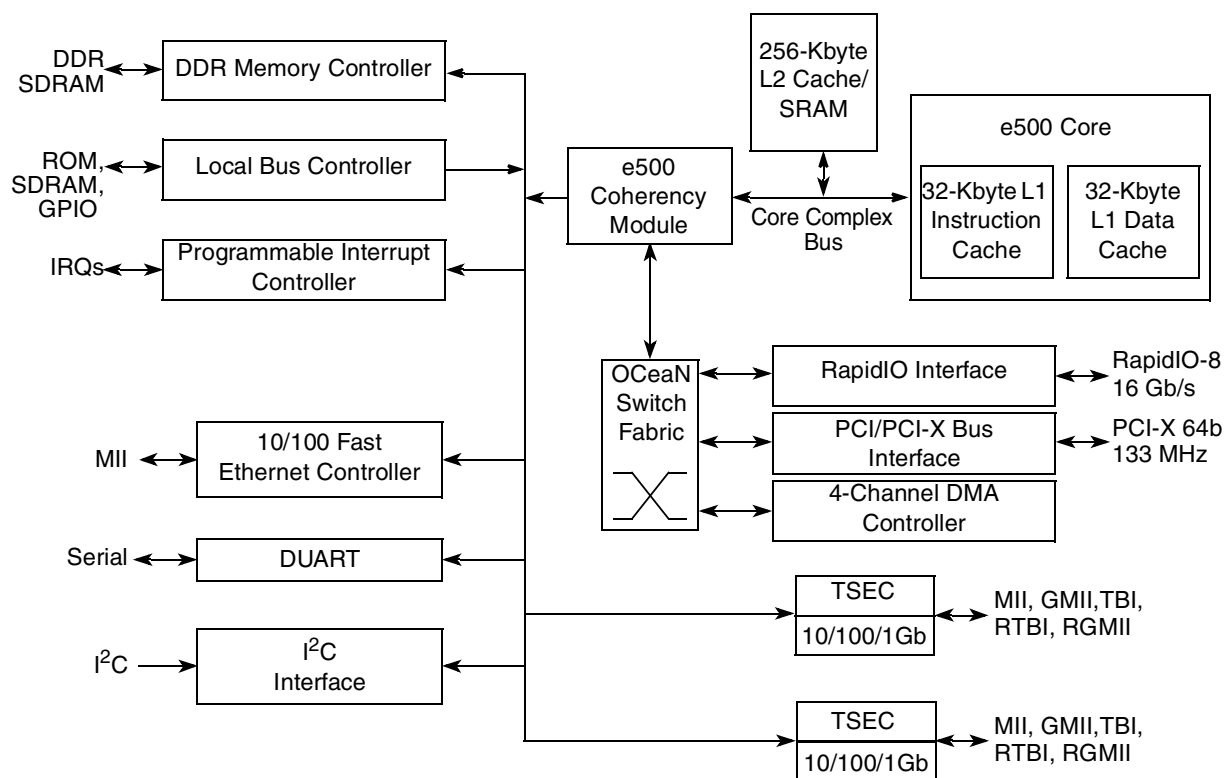 DDR
SDRAM
DDR Memory Controller
256-Kbyte
L2 Cache/
SRAM
e500 Core
32-Kbyte L1
Instruction
Cache
32-Kbyte
L1 Data
Cache
ROM,
SDRAM,
GPIO
Local Bus Controller
e500
Coherency
Module
Core Complex
Bus
IRQs
Programmable Interrupt
Controller
OCeaN
Switch
Fabric
RapidIO Interface
RapidIO-8
16 Gb/s
PCI/PCI-X Bus
Interface
PCI-X 64b
133 MHz
4-Channel DMA
Controller
MII
10/100 Fast
Ethernet Controller
Serial
DUART
TSEC
10/100/1Gb
MII, GMII,TBI,
RTBI, RGMII
I²C
I²C
Interface
TSEC
10/100/1Gb
MII, GMII,TBI,
RTBI, RGMII